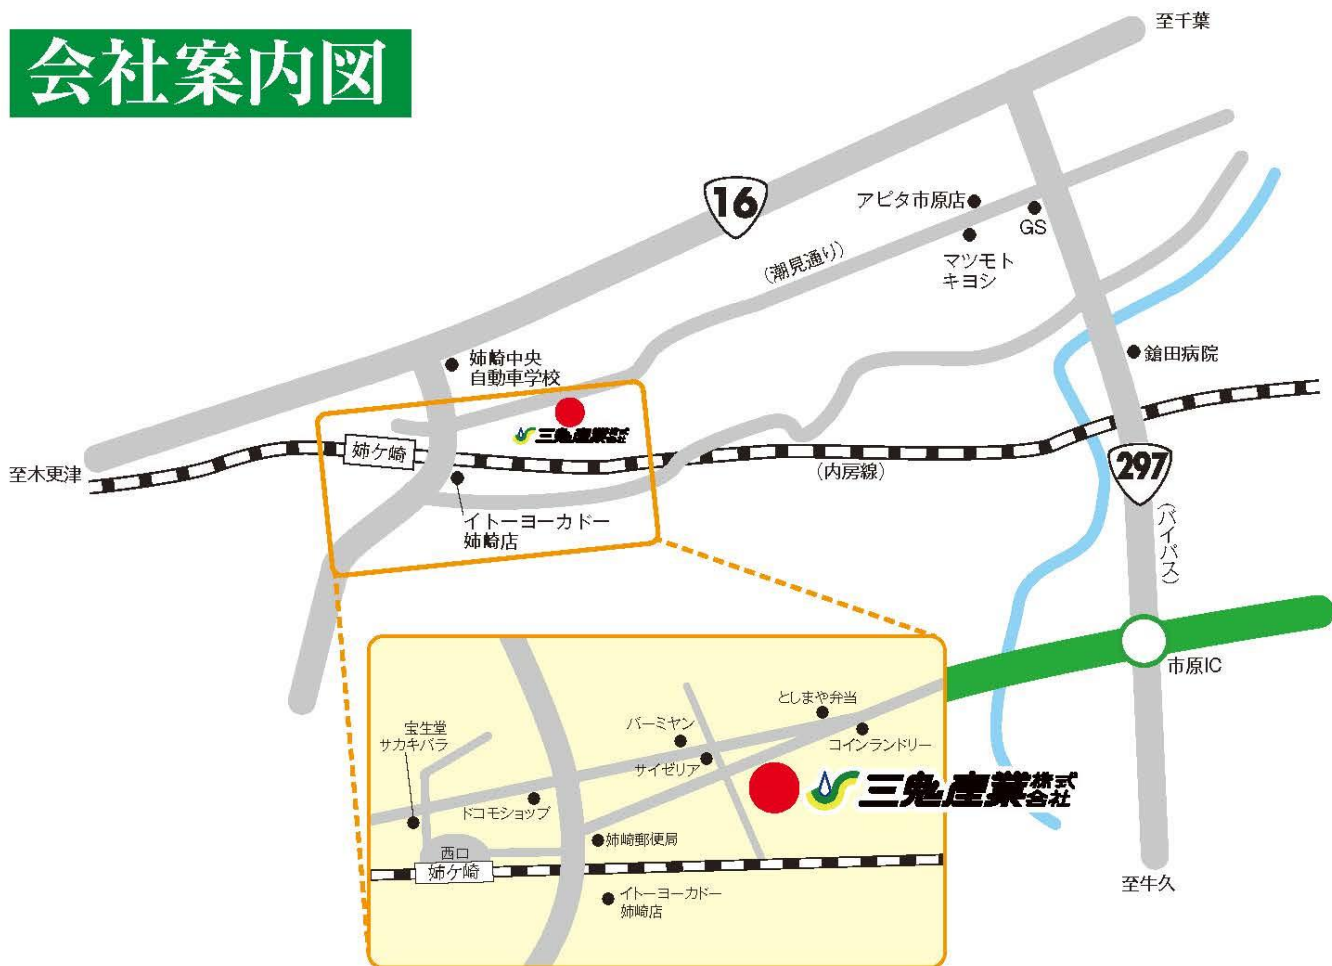 会社案内図
至千葉
16
アピタ市原店
GS
マツモト
キヨシ
(潮見通り)
姉崎中央
自動車学校
鎗田病院
三鬼産業株式会社
姉ケ崎
至木更津
(内房線)
297
(バイパス)
イトーヨーカドー
姉崎店
市原IC
至牛久
としまや弁当
宝生堂
サカキバラ
バーミヤン
コインランドリー
サイゼリア
三鬼産業株式会社
ドコモショップ
姉崎郵便局
西口
姉ケ崎
イトーヨーカドー
姉崎店